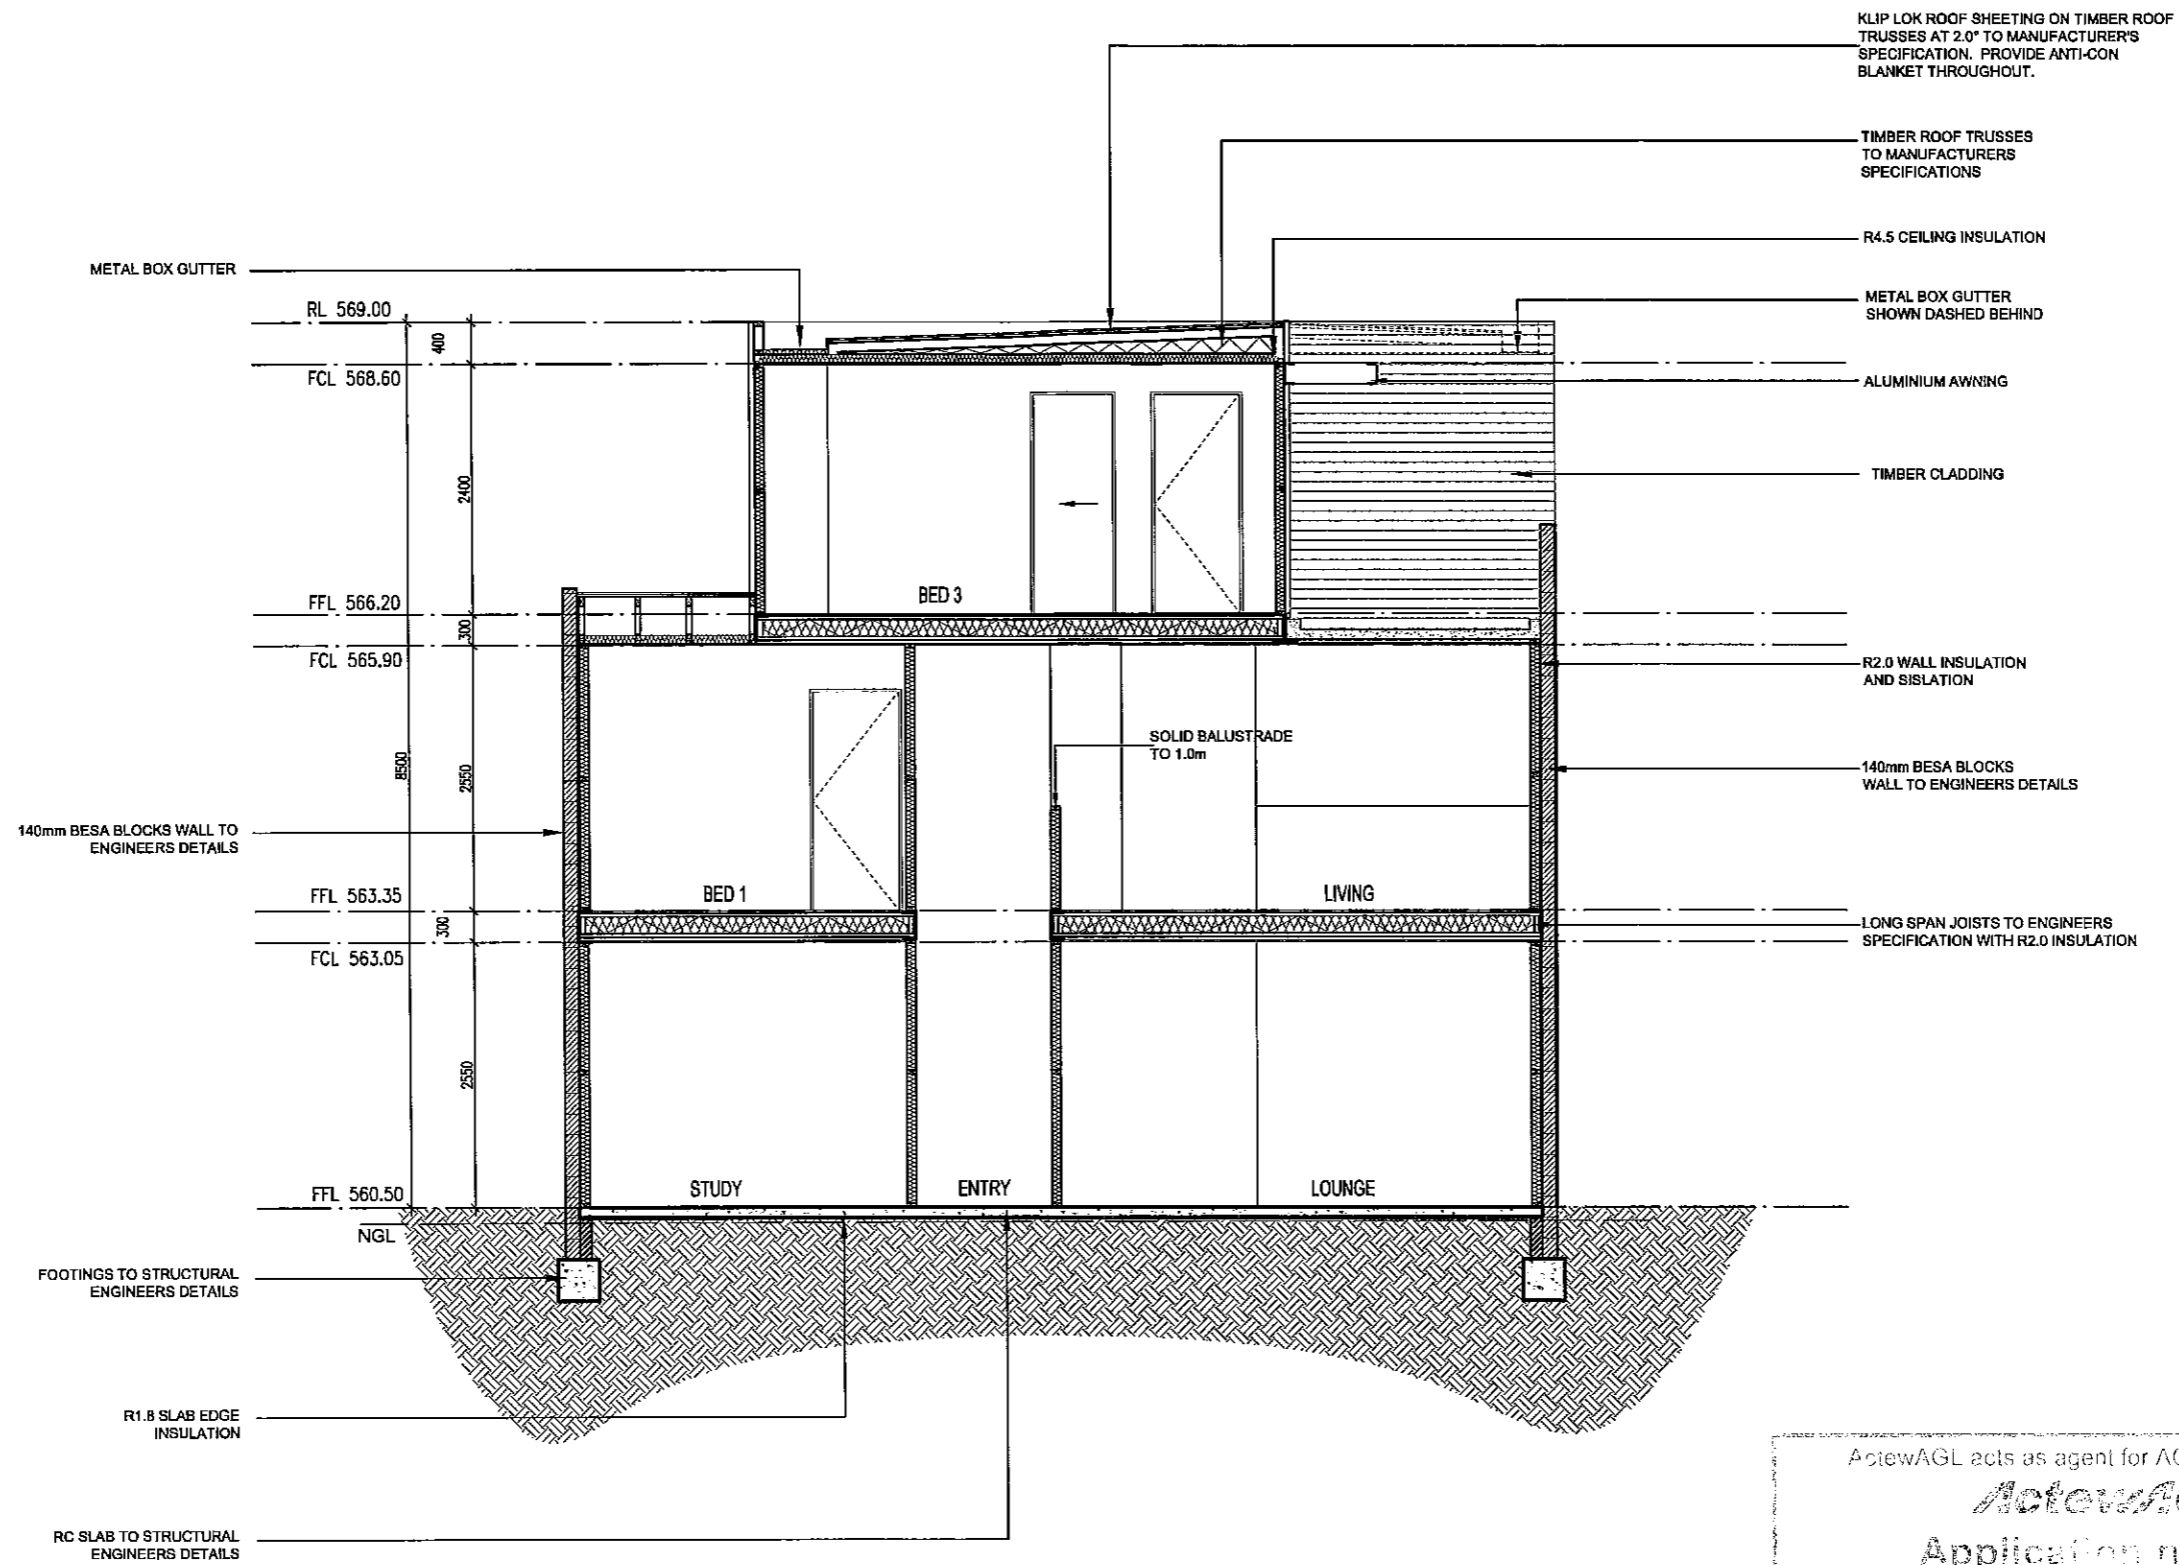 KLIP LOK ROOF SHEETING ON TIMBER ROOF
TRUSSES AT 2.0° TO MANUFACTURER'S
SPECIFICATION. PROVIDE ANTI-CON
BLANKET THROUGHOUT.
TIMBER ROOF TRUSSES
TO MANUFACTURERS
SPECIFICATIONS
R4.5 CEILING INSULATION
METAL BOX GUTTER
METAL BOX GUTTER
SHOWN DASHED BEHIND
RL 569.00
400
FCL 568.60
ALUMINIUM AWNING
TIMBER CLADDING
2400
BED 3
FFL 566.20
300
FCL 565.90
R2.0 WALL INSULATION
AND SISLATION
SOLID BALUSTRADE
TO 1.0m
8500
2550
140mm BESA BLOCKS
WALL TO ENGINEERS DETAILS
140mm BESA BLOCKS WALL TO
ENGINEERS DETAILS
BED 1
LIVING
FFL 563.35
300
FCL 563.05
LONG SPAN JOISTS TO ENGINEERS
SPECIFICATION WITH R2.0 INSULATION
2550
STUDY
ENTRY
LOUNGE
FFL 560.50
NGL
FOOTINGS TO STRUCTURAL
ENGINEERS DETAILS
R1.8 SLAB EDGE
INSULATION
RC SLAB TO STRUCTURAL
ENGINEERS DETAILS
ActewAGL acts as agent for
Application